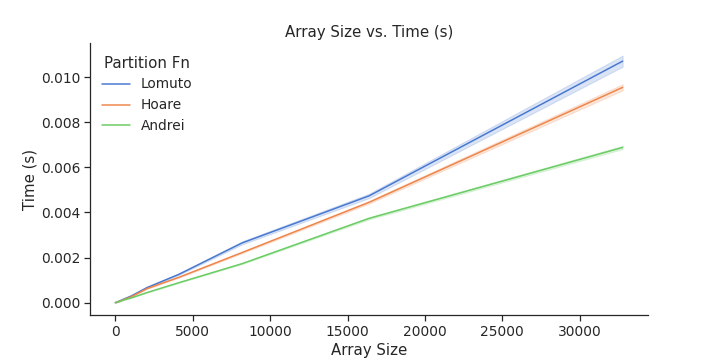 Array Size vs. Time (s)
Partition Fn
Lomuto
Hoare
Andrei
Time (s)
0.010
0.008
0.006
0.004
0.002
0.000
0 5000 10000 15000 20000 25000 30000
Array Size